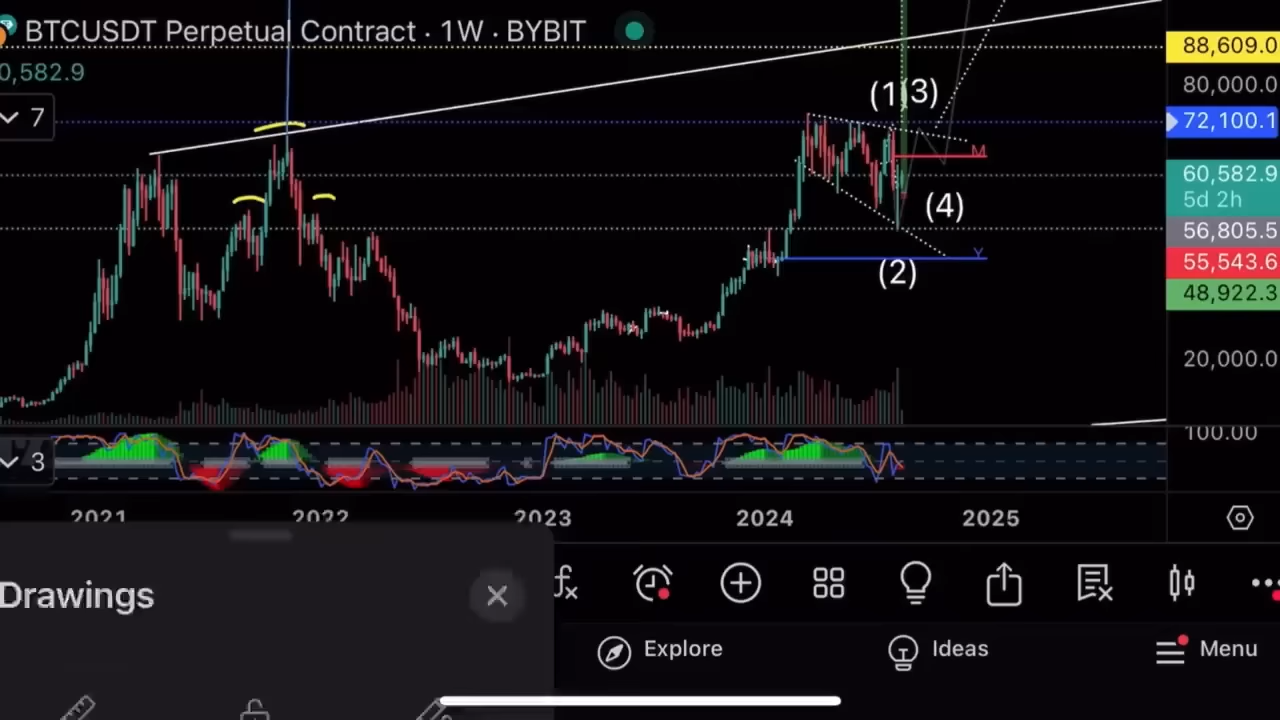 BTCUSDT Perpetual Contract · 1W · BYBIT
0,582.9
7
88,609.0
80,000.0
72,100.1
60,582.9
5d 2h
56,805.5
55,543.6
48,922.3
20,000.0
100.00
(1)(3)
M
(4)
Y
(2)
3
2021 2022 2023 2024 2025
Drawings
Explore
Ideas
Menu